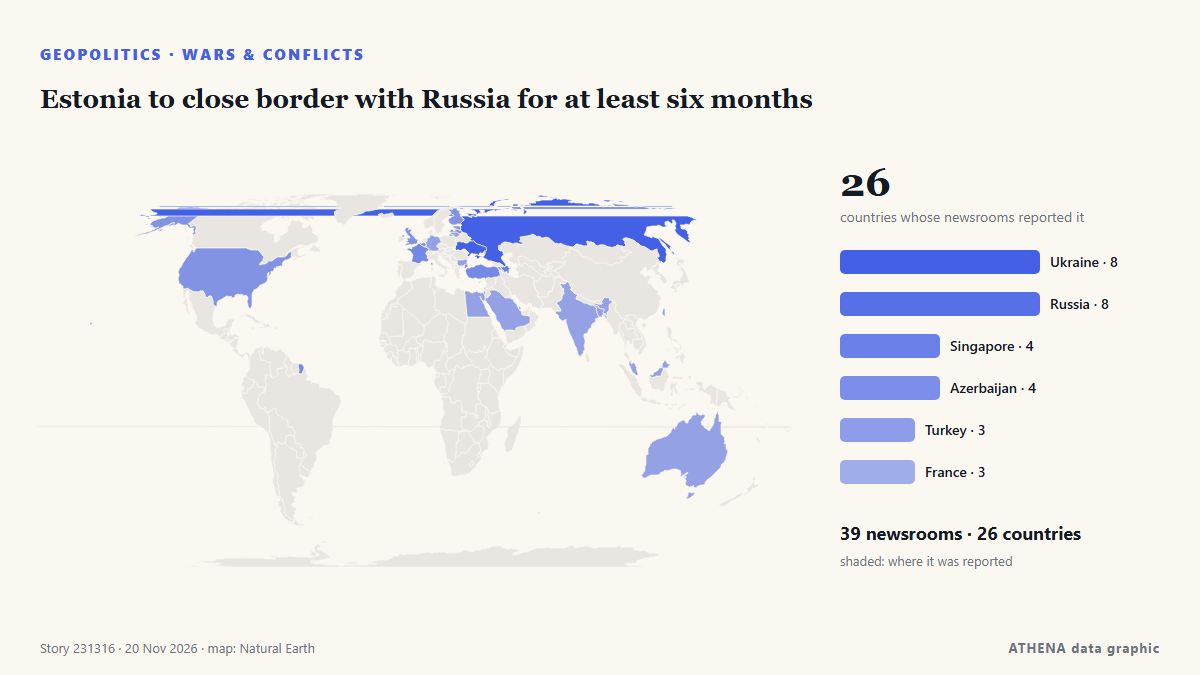 GEOPOLITICS · WARS & CONFLICTS
Estonia to close border with Russia for at least six months
26
countries whose newsrooms reported it
Ukraine · 8
Russia · 8
Singapore · 4
Azerbaijan · 4
Turkey · 3
France · 3
39 newsrooms · 26 countries
shaded: where it was reported
Story 231316 · 20 Nov 2026 · map: Natural Earth
ATHENA data graphic